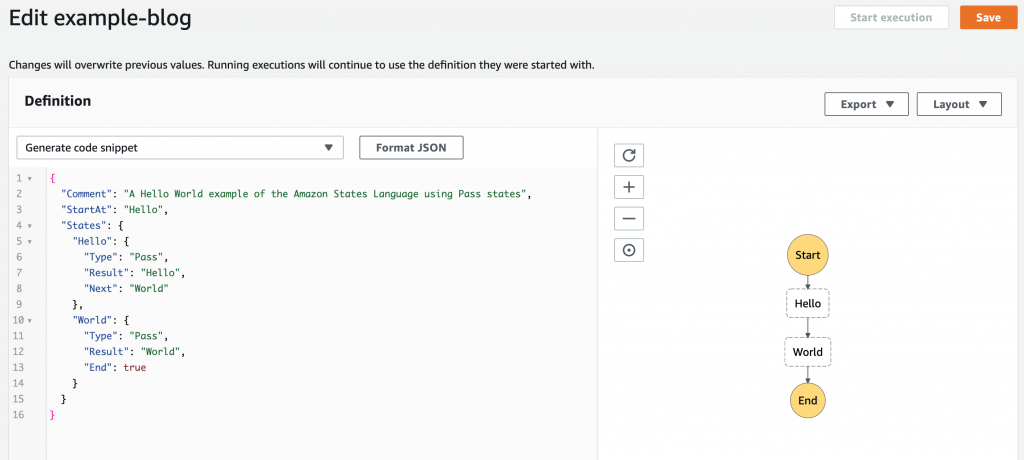 Edit example-blog
Start execution
Save
Changes will overwrite previous values. Running executions will continue to use the definition they were started with.
Definition
Export
Layout
Generate code snippet
Format JSON
1 {
2 "Comment": "A Hello World example of the Amazon States Language using Pass states",
3 "StartAt": "Hello",
4 "States": {
5 "Hello": {
6 "Type": "Pass",
7 "Result": "Hello",
8 "Next": "World"
9 },
10 "World": {
11 "Type": "Pass",
12 "Result": "World",
13 "End": true
14 }
15 }
16 }
Start
Hello
World
End